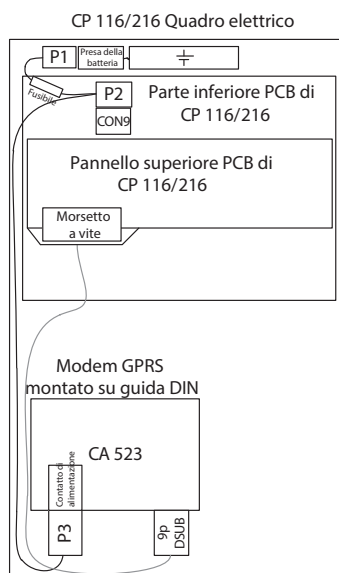 CP 116/216 Quadro elettrico
P1
Presa della
batteria
Fusibile
P2
CON9
Parte inferiore PCB di
CP 116/216
Pannello superiore PCB di
CP 116/216
Morsetto
a vite
Modem GPRS
montato su guida DIN
CA 523
Contatto di
alimentazione
P3
9p
DSUB